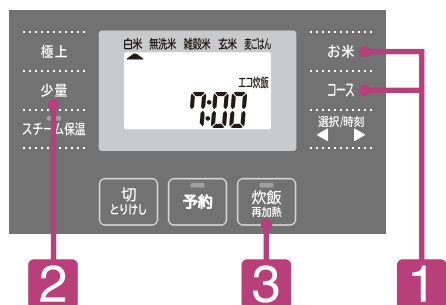 極上
少量
スチーム保温
白米 無洗米 雑穀米 玄米 麦ごはん
エコ炊飯
7:00
お米
コース
選択/時刻
切
とりけし
予約
炊飯
再加熱
2
3
1